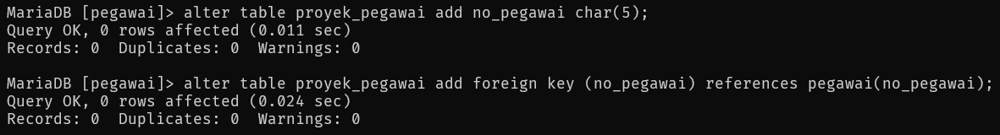 MariaDB [pegawai]> alter table proyek_pegawai add no_pegawai char(5);
Query OK, 0 rows affected (0.011 sec)
Records: 0  Duplicates: 0  Warnings: 0

MariaDB [pegawai]> alter table proyek_pegawai add foreign key (no_pegawai) references pegawai(no_pegawai);
Query OK, 0 rows affected (0.024 sec)
Records: 0  Duplicates: 0  Warnings: 0